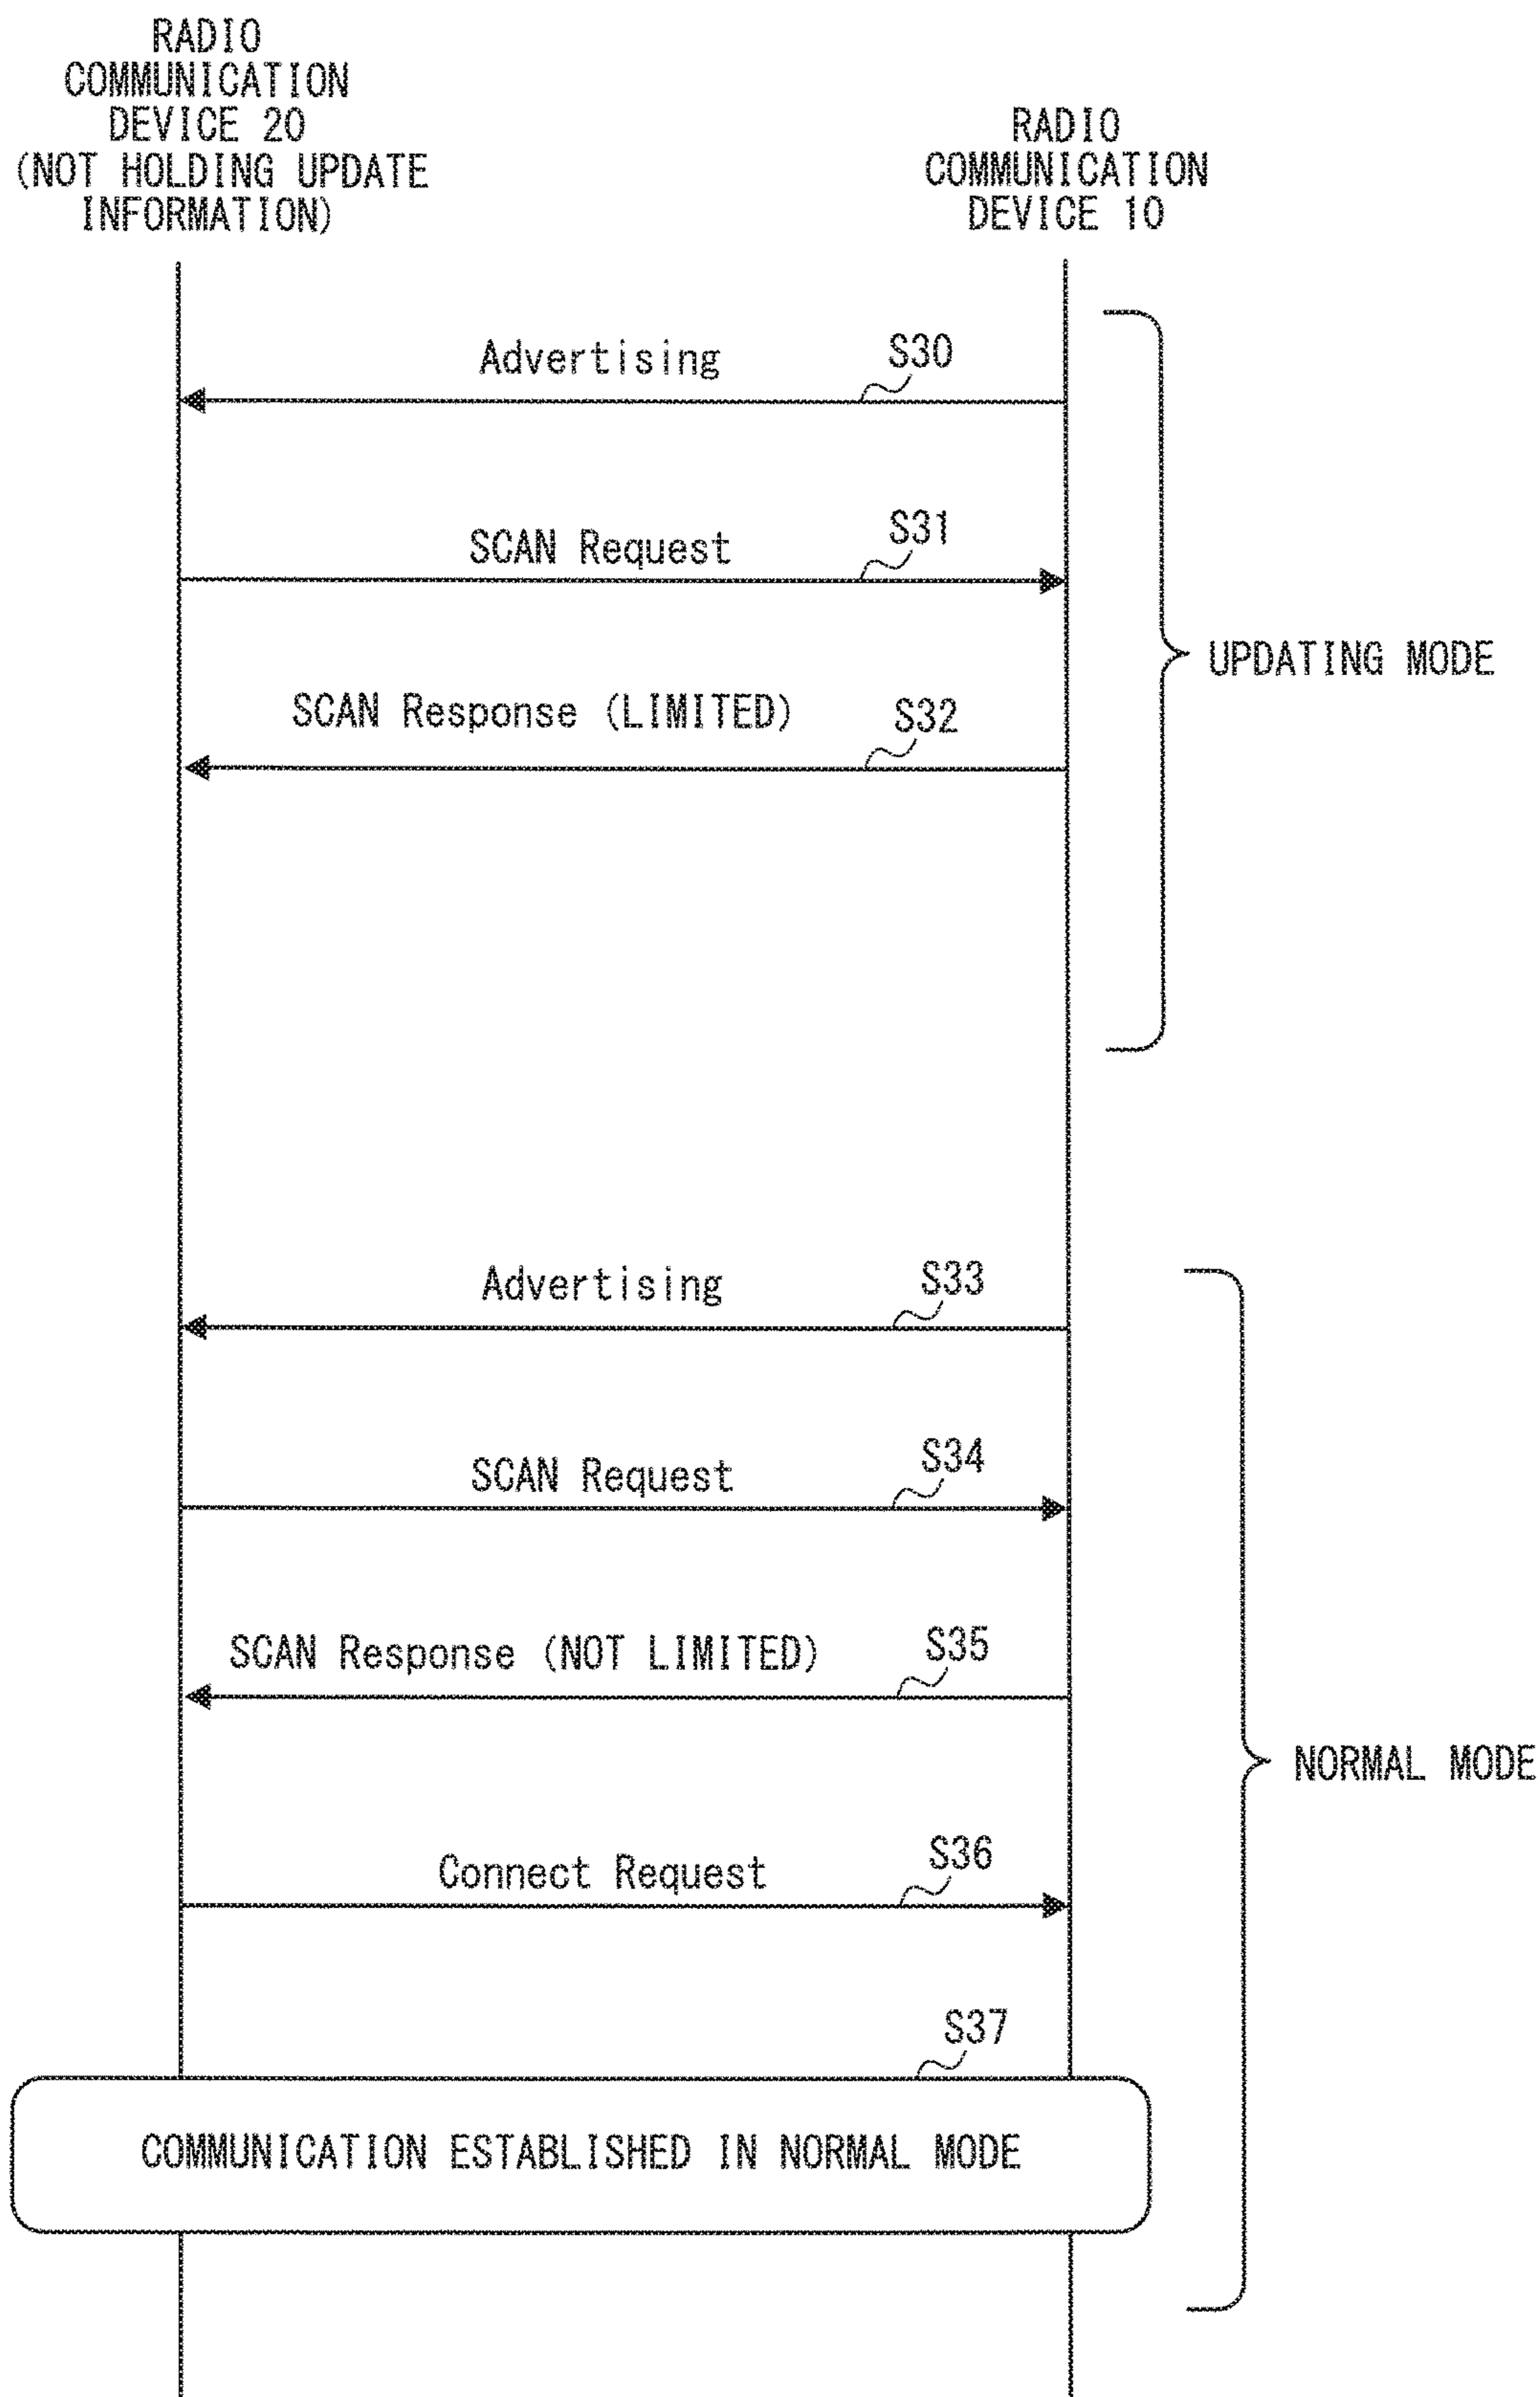 RADIO
COMMUNICATION
DEVICE 20
(NOT HOLDING UPDATE
INFORMATION)
RADIO
COMMUNICATION
DEVICE 10
Advertising
S30
SCAN Request
S31
UPDATING MODE
SCAN Response (LIMITED)
S32
Advertising
S33
SCAN Request
S34
SCAN Response (NOT LIMITED)
S35
NORMAL MODE
Connect Request
S36
S37
COMMUNICATION ESTABLISHED IN NORMAL MODE